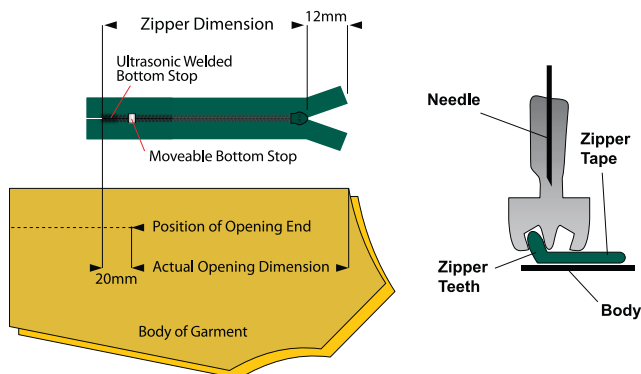 Zipper Dimension
12mm
Ultrasonic Welded
Bottom Stop
Moveable Bottom Stop
Position of Opening End
Actual Opening Dimension
20mm
Body of Garment
Needle
Zipper
Tape
Zipper
Teeth
Body